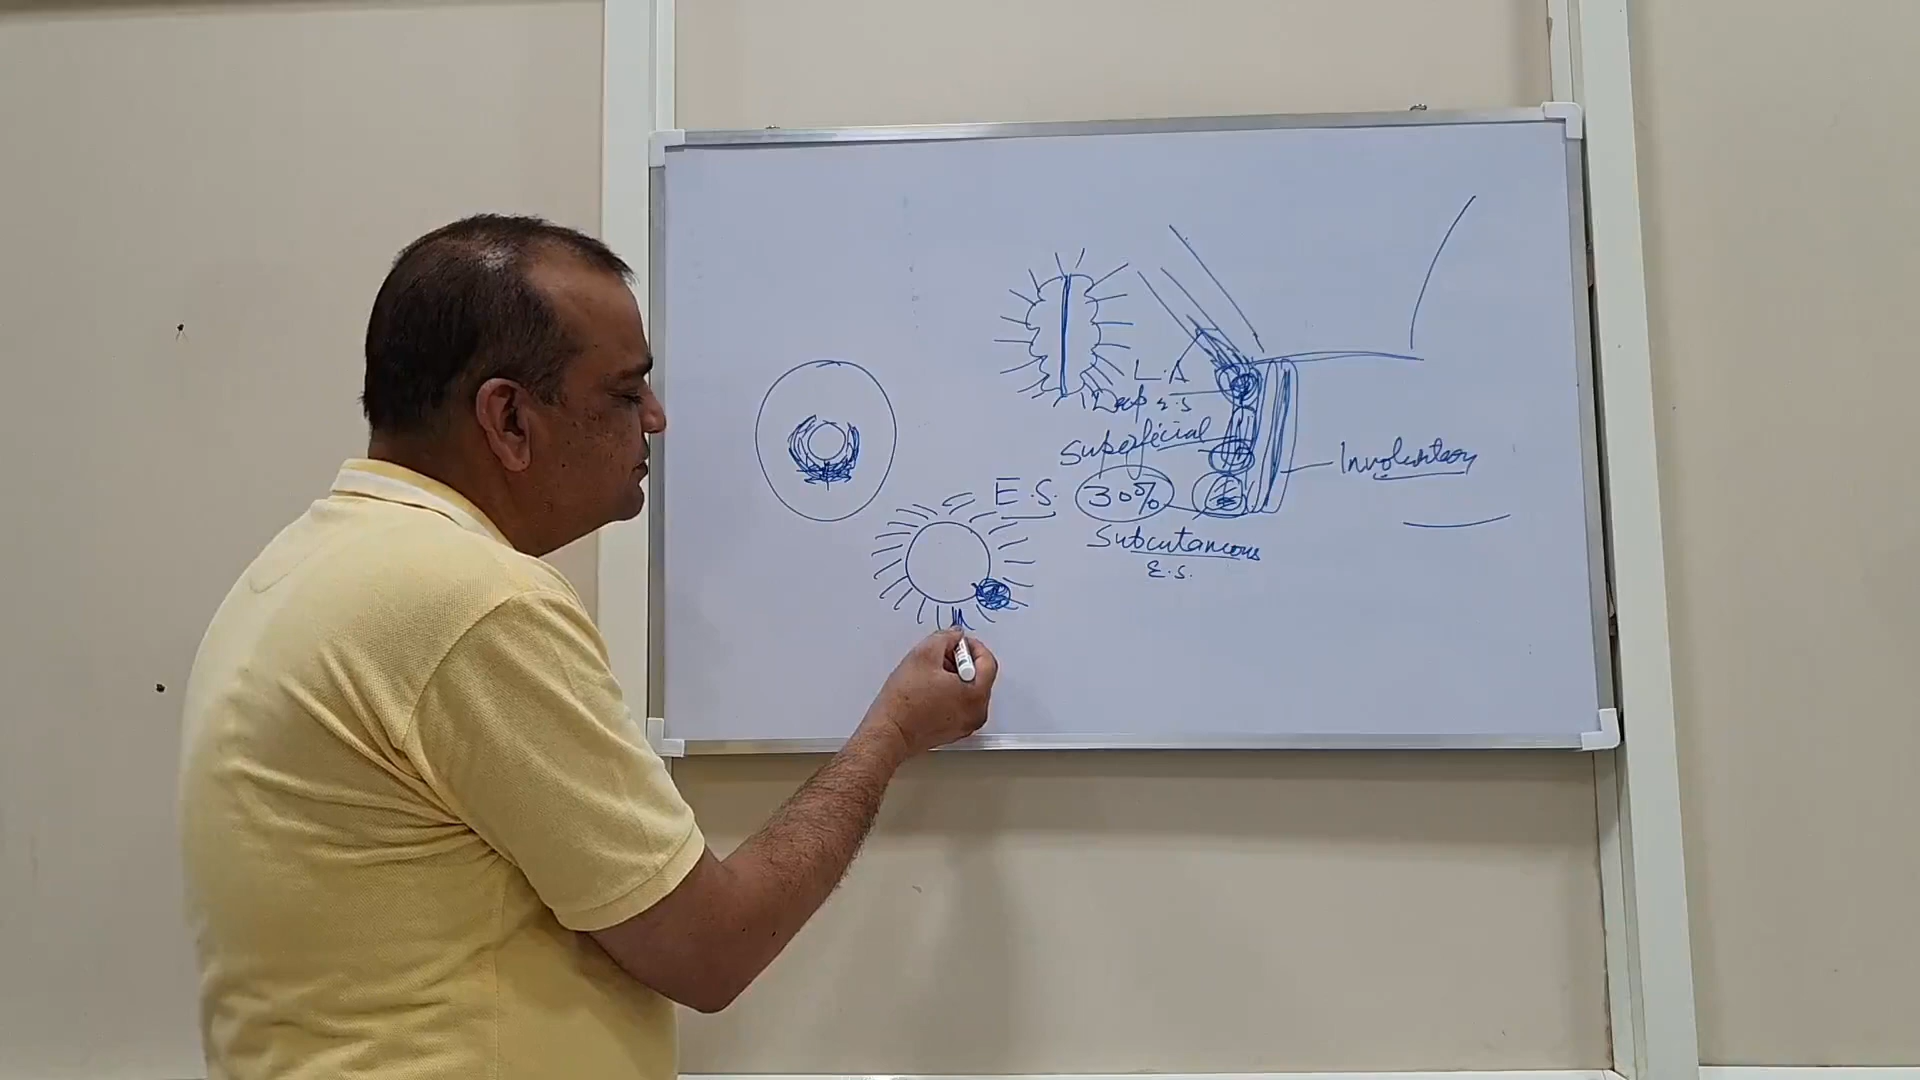 L.A
Deep E.S
Superficial
E.S. 30%
Involuntary
Subcutaneous
E.S.